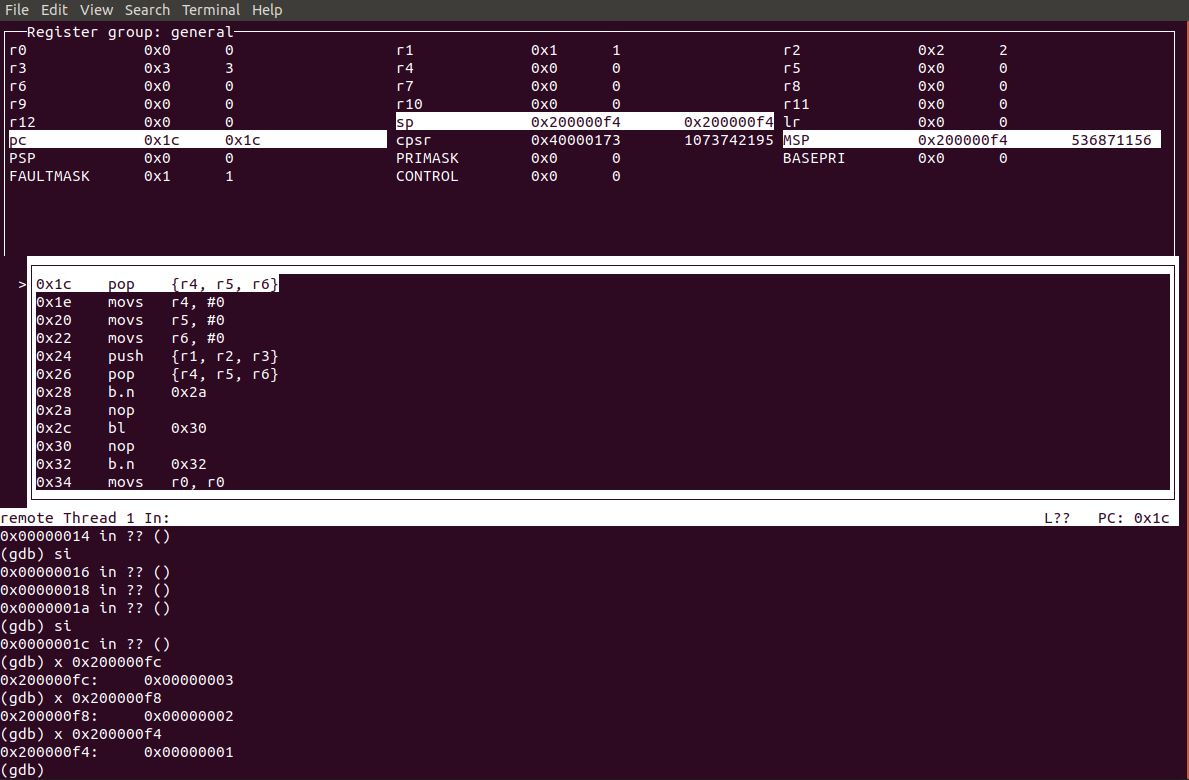 File Edit View Search Terminal Help
Register group: general
r0 0x0 0 r1 0x1 1 r2 0x2 2
r3 0x3 3 r4 0x0 0 r5 0x0 0
r6 0x0 0 r7 0x0 0 r8 0x0 0
r9 0x0 0 r10 0x0 0 r11 0x0 0
r12 0x0 0 sp 0x200000f4 0x200000f4 lr 0x0 0
pc 0x1c 0x1c cpsr 0x40000173 1073742195 MSP 0x200000f4 536871156
PSP 0x0 0 PRIMASK 0x0 0 BASEPRI 0x0 0
FAULTMASK 0x1 1 CONTROL 0x0 0
> 0x1c pop {r4, r5, r6}
0x1e movs r4, #0
0x20 movs r5, #0
0x22 movs r6, #0
0x24 push {r1, r2, r3}
0x26 pop {r4, r5, r6}
0x28 b.n 0x2a
0x2a nop
0x2c bl 0x30
0x30 nop
0x32 b.n 0x32
0x34 movs r0, r0
remote Thread 1 In: L?? PC: 0x1c
0x00000014 in ?? ()
(gdb) si
0x00000016 in ?? ()
0x00000018 in ?? ()
0x0000001a in ?? ()
(gdb) si
0x0000001c in ?? ()
(gdb) x 0x200000fc
0x200000fc: 0x00000003
(gdb) x 0x200000f8
0x200000f8: 0x00000002
(gdb) x 0x200000f4
0x200000f4: 0x00000001
(gdb)